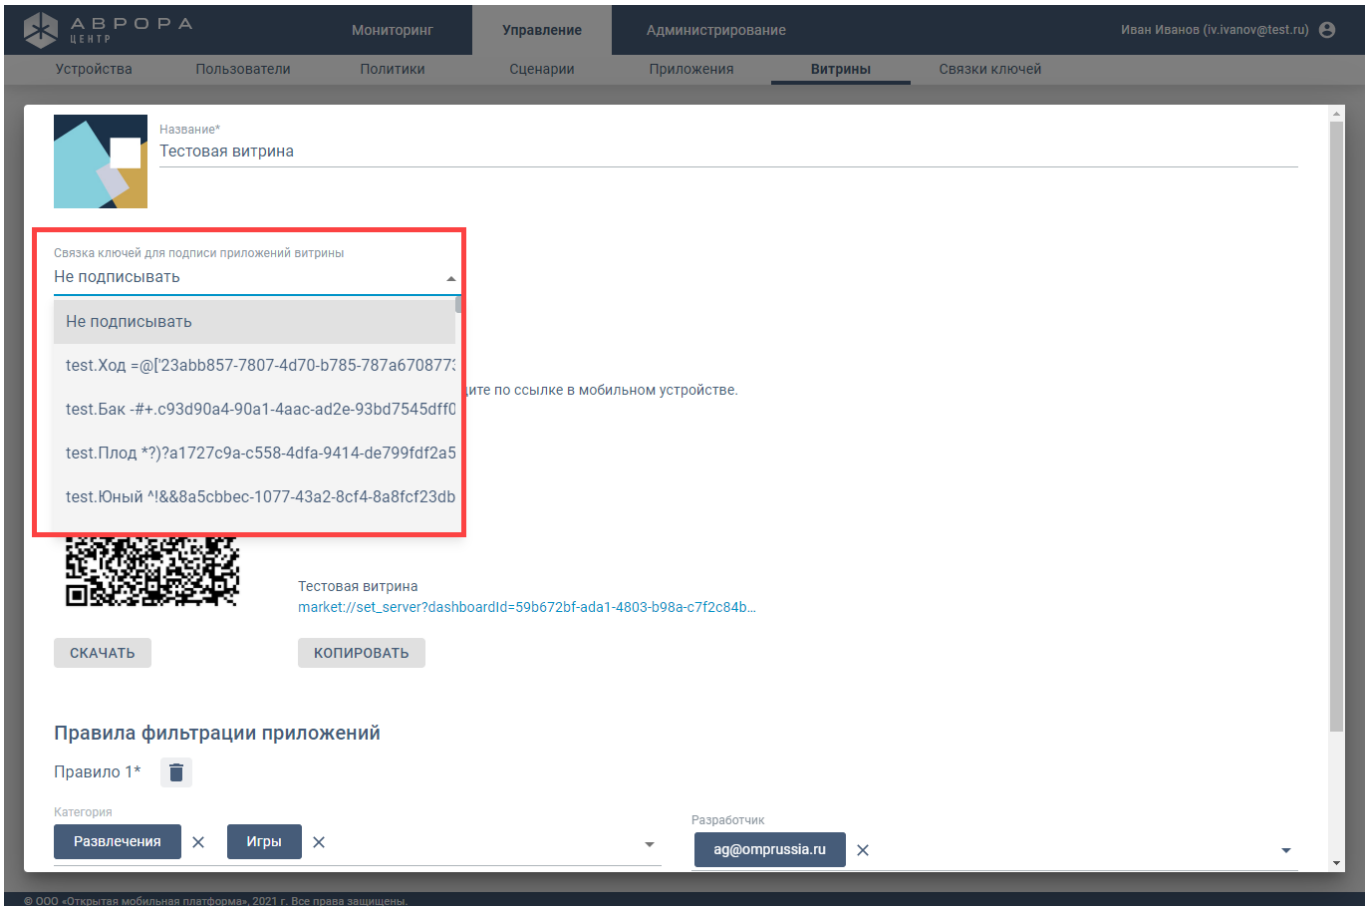 АВРОРА
ЦЕНТР
Мониторинг
Управление
Администрирование
Иван Иванов (iv.ivanov@test.ru)
Устройства
Пользователи
Политики
Сценарии
Приложения
Витрины
Связки ключей
Название*
Тестовая витрина
Связка ключей для подписи приложений витрины
Не подписывать
Не подписывать
test.Ход =@['23abb857-7807-4d70-b785-787a6708773
test.Бак -#+.c93d90a4-90a1-4aac-ad2e-93bd7545dff0
ите по ссылке в мобильном устройстве.
test.Плод *?)?a1727c9a-c558-4dfa-9414-de799fdf2a5
test.Юный ^!&&8a5cbbec-1077-43a2-8cf4-8a8fcf23db
Тестовая витрина
market://set_server?dashboardId=59b672bf-ada1-4803-b98a-c7f2c84b...
СКАЧАТЬ
КОПИРОВАТЬ
Правила фильтрации приложений
Правило 1*
Категория
Развлечения
Игры
Разработчик
ag@omprussia.ru
© ООО «Открытая мобильная платформа», 2021 г. Все права защищены.